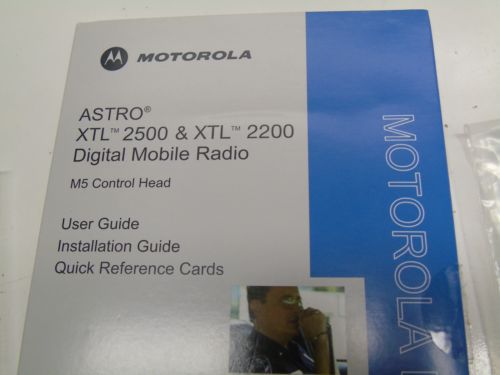 MOTOROLA
ASTRO®
XTL™ 2500 & XTL™ 2200
Digital Mobile Radio
M5 Control Head
User Guide
Installation Guide
Quick Reference Cards
MOTOROLA